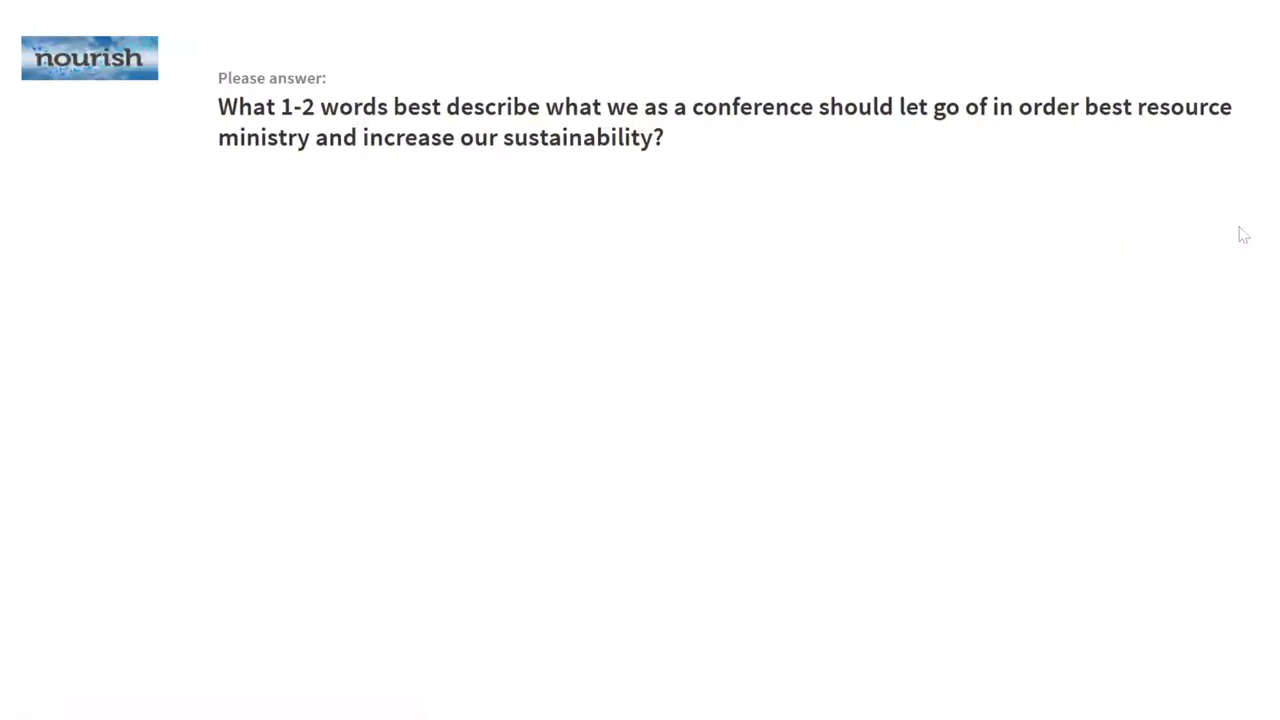 nourish
Please answer:
What 1-2 words best describe what we as a conference should let go of in order best resource
ministry and increase our sustainability?